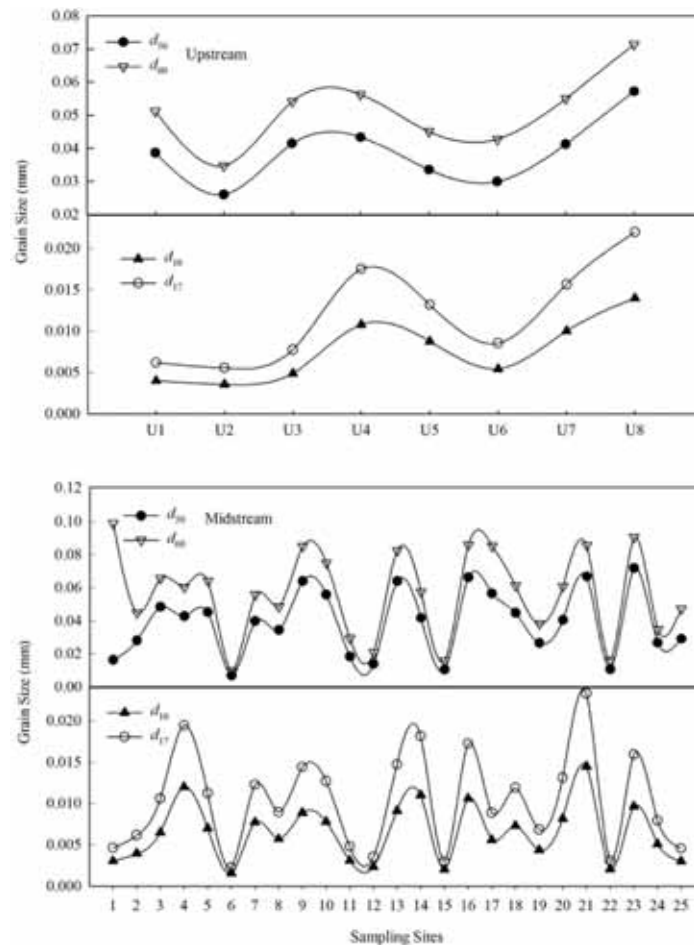 0.08
0.07
0.06
0.05
0.04
0.03
0.02
d50
d60
Upstream
Grain Size (mm)
0.020
0.015
0.010
0.005
0.000
d10
d17
U1 U2 U3 U4 U5 U6 U7 U8
0.12
0.10
0.08
0.06
0.04
0.02
0.00
d50
d60
Midstream
Grain Size (mm)
0.020
0.015
0.010
0.005
0.000
d10
d17
1 2 3 4 5 6 7 8 9 10 11 12 13 14 15 16 17 18 19 20 21 22 23 24 25
Sampling Sites